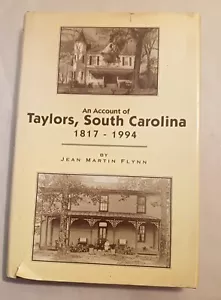 An Account of
Taylors, South Carolina
1817 - 1994
BY
JEAN MARTIN FLYNN